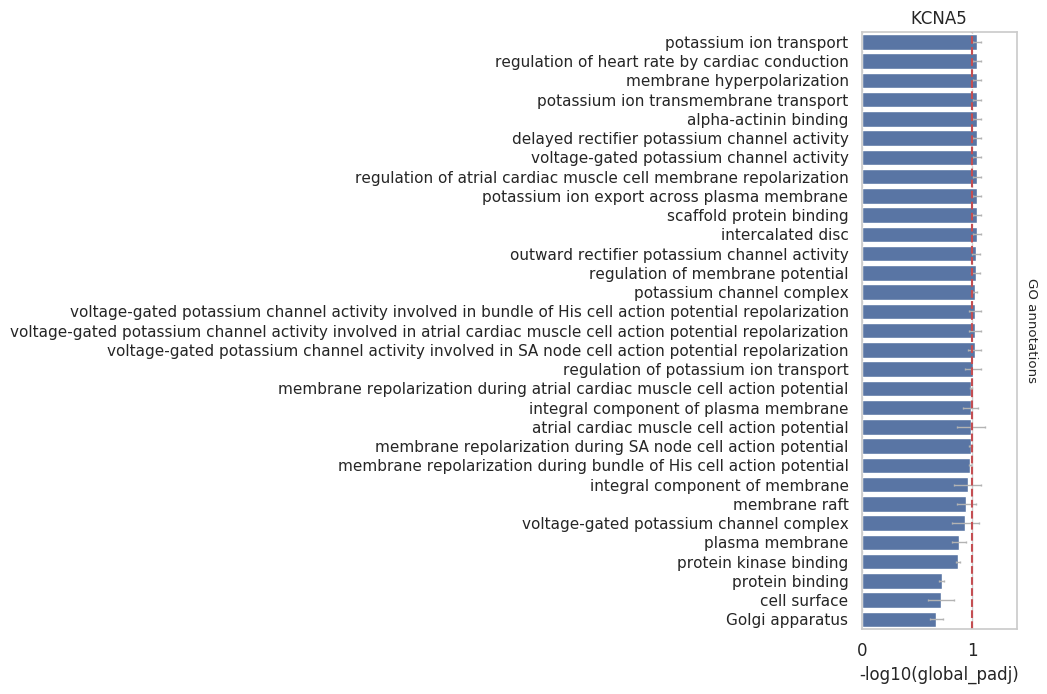 KCNA5
potassium ion transport
regulation of heart rate by cardiac conduction
membrane hyperpolarization
potassium ion transmembrane transport
alpha-actinin binding
delayed rectifier potassium channel activity
voltage-gated potassium channel activity
regulation of atrial cardiac muscle cell membrane repolarization
potassium ion export across plasma membrane
scaffold protein binding
intercalated disc
outward rectifier potassium channel activity
regulation of membrane potential
potassium channel complex
voltage-gated potassium channel activity involved in bundle of His cell action potential repolarization
voltage-gated potassium channel activity involved in atrial cardiac muscle cell action potential repolarization
voltage-gated potassium channel activity involved in SA node cell action potential repolarization
regulation of potassium ion transport
membrane repolarization during atrial cardiac muscle cell action potential
integral component of plasma membrane
atrial cardiac muscle cell action potential
membrane repolarization during SA node cell action potential
membrane repolarization during bundle of His cell action potential
integral component of membrane
membrane raft
voltage-gated potassium channel complex
plasma membrane
protein kinase binding
protein binding
cell surface
Golgi apparatus
GO annotations
0 1
-log10(global_padj)